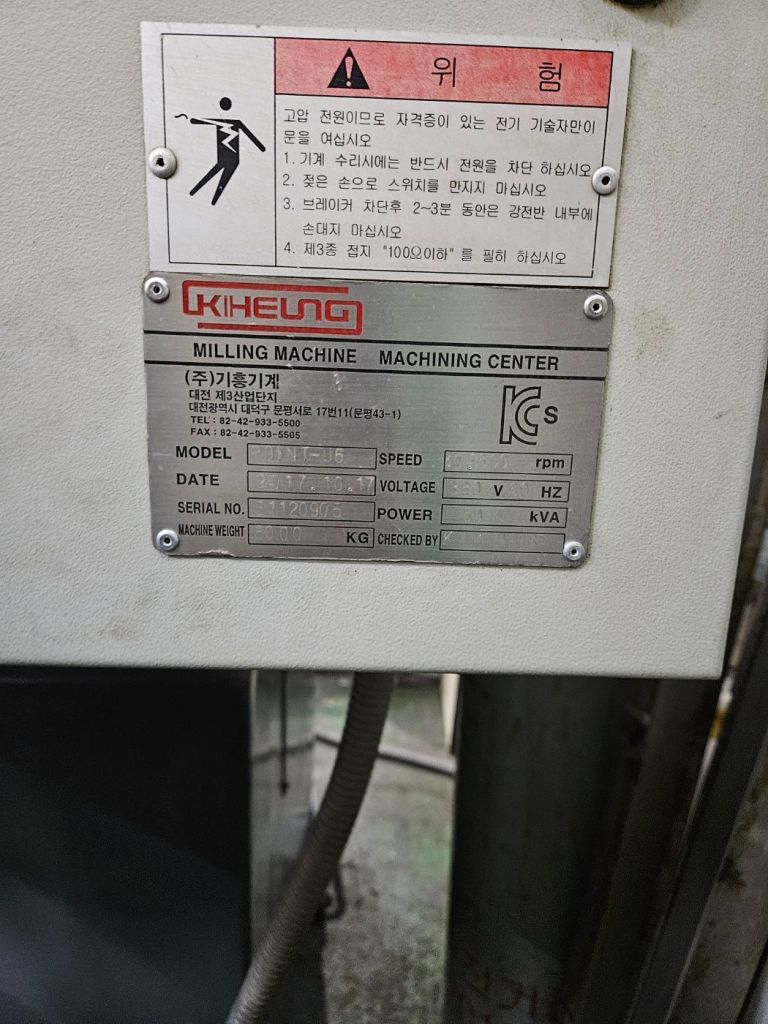 위 험
고압 전원이므로 자격증이 있는 전기 기술자만이
문을 여십시오
1. 기계 수리시에는 반드시 전원을 차단 하십시오
2. 젖은 손으로 스위치를 만지지 마십시오
3. 브레이커 차단후 2~3분 동안은 강전반 내부에
손대지 마십시오
4. 제3종 접지 "100Ω이하" 를 필히 하십시오
KIHEUNG
MILLING MACHINE MACHINING CENTER
(주)기흥기계
대전 제3산업단지
대전광역시 대덕구 문평서로 17번11(문평43-1)
TEL : 82-42-933-5500
FAX : 82-42-933-5505
KCs
MODEL SPEED rpm
DATE 2017.10.17 VOLTAGE V HZ
SERIAL NO. POWER kVA
MACHINE WEIGHT KG CHECKED BY